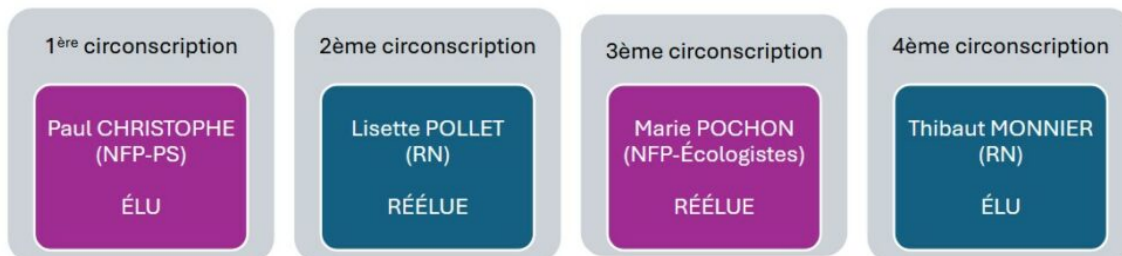 1ère circonscription
Paul CHRISTOPHE
(NFP-PS)
ÉLU
2ème circonscription
Lisette POLLET
(RN)
RÉÉLUE
3ème circonscription
Marie POCHON
(NFP-Écologistes)
RÉÉLUE
4ème circonscription
Thibaut MONNIER
(RN)
ÉLU